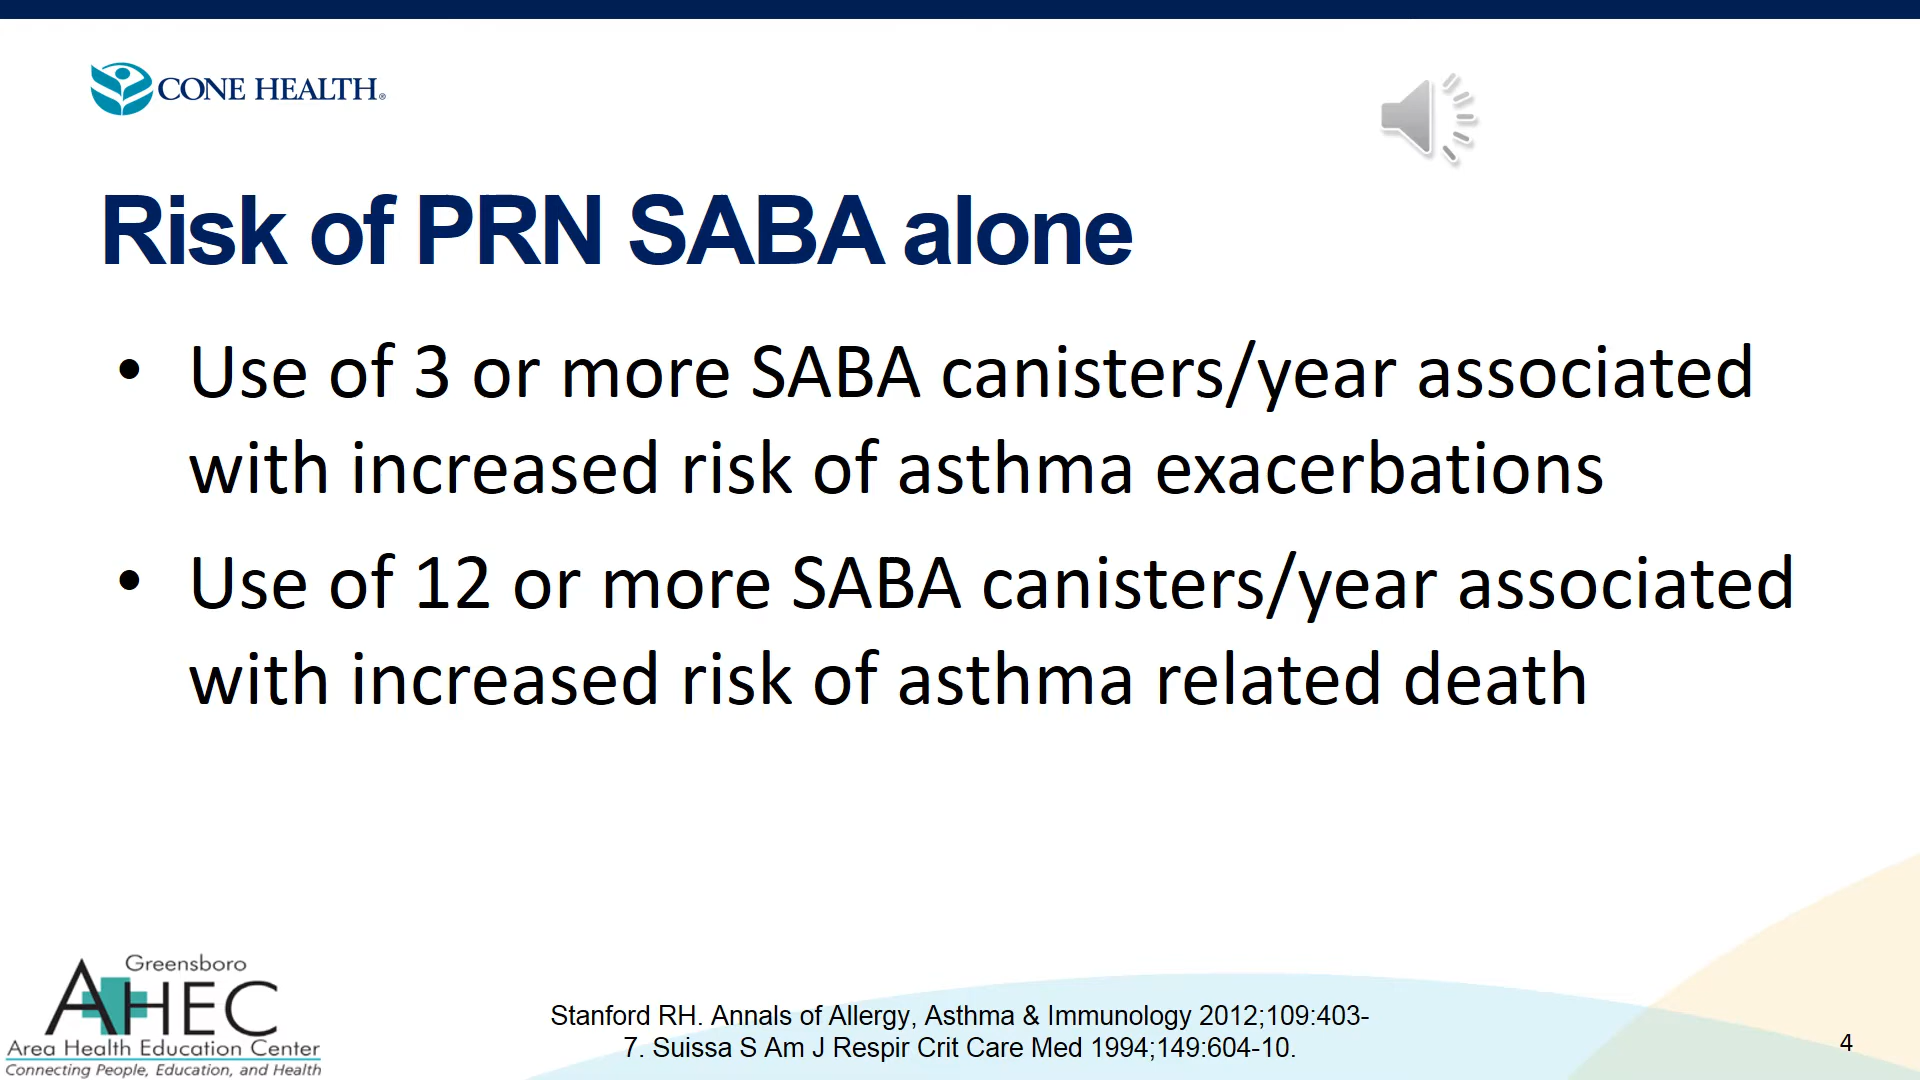 CONE HEALTH®
Risk of PRN SABA alone
• Use of 3 or more SABA canisters/year associated
with increased risk of asthma exacerbations
• Use of 12 or more SABA canisters/year associated
with increased risk of asthma related death
Greensboro
AHEC
Area Health Education Center
Connecting People, Education, and Health
Stanford RH. Annals of Allergy, Asthma & Immunology 2012;109:403-
7. Suissa S Am J Respir Crit Care Med 1994;149:604-10.
4